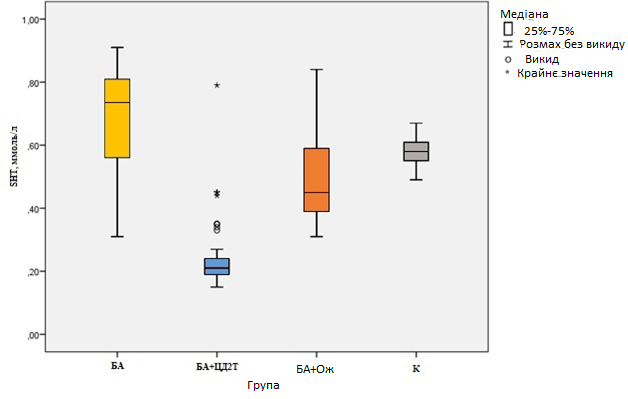 Медіана
25%-75%
Розмах без викиду
Викид
Крайнє значення
1,00
,80
,60
,40
,20
,00
SHT, ммоль/л
БА
БА+ЦД2Т
БА+Ож
К
Група